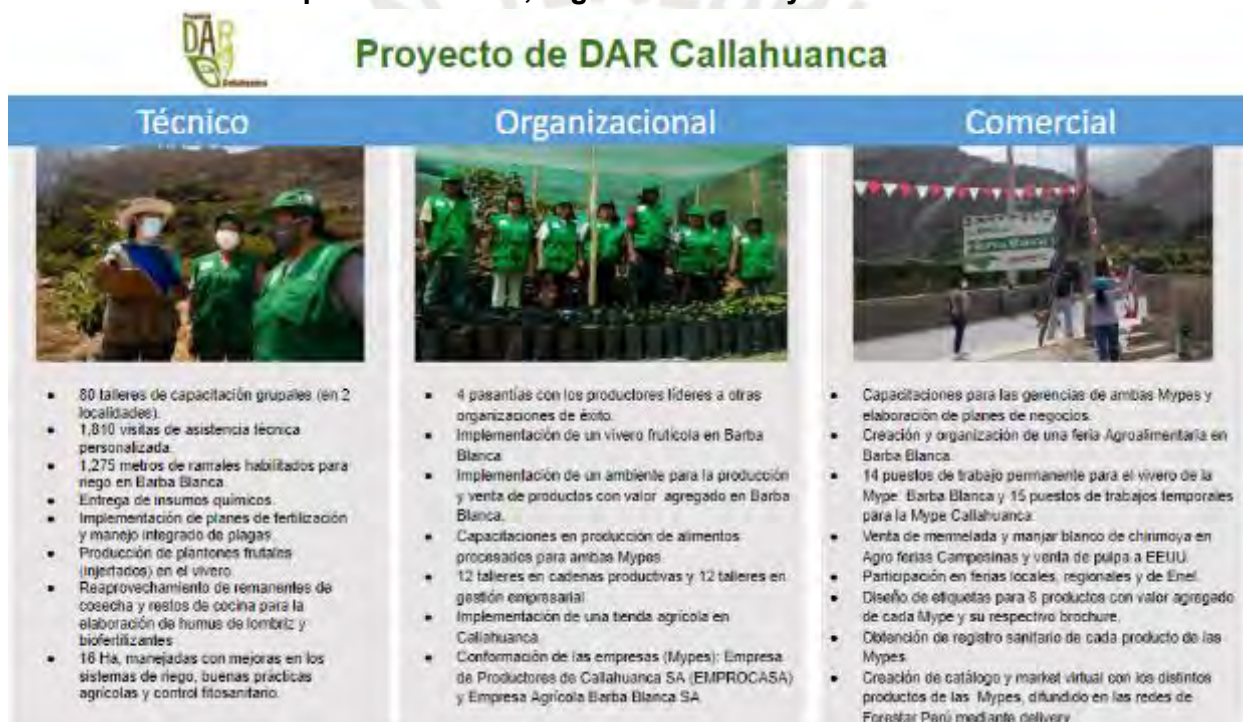 Proyecto
DAR
Callahuanca
Proyecto de DAR Callahuanca
Técnico
Organizacional
Comercial
• 80 talleres de capacitación grupales (en 2
localidades).
• 1,810 visitas de asistencia técnica
personalizada.
• 1,275 metros de ramales habilitados para
riego en Barba Blanca.
• Entrega de insumos químicos.
• Implementación de planes de fertilización
y manejo integrado de plagas.
• Producción de plantones frutales
(injertados) en el vivero
• Reaprovechamiento de remanentes de
cosecha y restos de cocina para la
elaboración de humus de lombriz y
biofertilizantes
• 16 Ha, manejadas con mejoras en los
sistemas de riego, buenas prácticas
agrícolas y control fitosanitario.
• 4 pasantías con los productores líderes a otras
organizaciones de éxito.
• Implementación de un vivero frutícola en Barba
Blanca
• Implementación de un ambiente para la producción
y venta de productos con valor agregado en Barba
Blanca.
• Capacitaciones en producción de alimentos
procesados para ambas Mypes
• 12 talleres en cadenas productivas y 12 talleres en
gestión empresarial
• Implementación de una tienda agrícola en
Callahuanca.
• Conformación de las empresas (Mypes): Empresa
de Productores de Callahuanca SA (EMPROCASA)
y Empresa Agrícola Barba Blanca SA
• Capacitaciones para las gerencias de ambas Mypes y
elaboración de planes de negocios.
• Creación y organización de una feria Agroalimentaria en
Barba Blanca.
• 14 puestos de trabajo permanente para el vivero de la
Mype Barba Blanca y 15 puestos de trabajos temporales
para la Mype Callahuanca.
• Venta de mermelada y manjar blanco de chirimoya en
Agro ferias Campesinas y venta de pulpa a EEUU.
• Participación en ferias locales, regionales y de Enel.
• Diseño de etiquetas para 8 productos con valor agregado
de cada Mype y su respectivo brochure.
• Obtención de registro sanitario de cada producto de las
Mypes
• Creación de catálogo y market virtual con los distintos
productos de las Mypes, difundido en las redes de
Forestar Perú mediante delivery